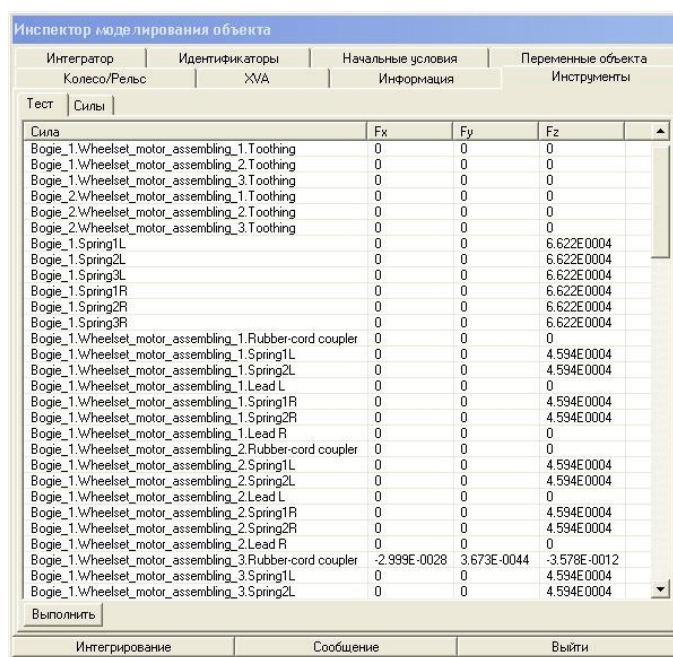 Инспектор моделирования объекта
Интегратор Идентификаторы Начальные условия Переменные объекта
Колесо/Рельс XVA Информация Инструменты
Тест Силы
Сила Fx Fy Fz
Bogie_1.Wheelset_motor_assembling_1.Toothing 0 0 0
Bogie_1.Wheelset_motor_assembling_2.Toothing 0 0 0
Bogie_1.Wheelset_motor_assembling_3.Toothing 0 0 0
Bogie_2.Wheelset_motor_assembling_1.Toothing 0 0 0
Bogie_2.Wheelset_motor_assembling_2.Toothing 0 0 0
Bogie_2.Wheelset_motor_assembling_3.Toothing 0 0 0
Bogie_1.Spring1L 0 0 6.622E0004
Bogie_1.Spring2L 0 0 6.622E0004
Bogie_1.Spring3L 0 0 6.622E0004
Bogie_1.Spring1R 0 0 6.622E0004
Bogie_1.Spring2R 0 0 6.622E0004
Bogie_1.Spring3R 0 0 6.622E0004
Bogie_1.Wheelset_motor_assembling_1.Rubber-cord coupler 0 0 0
Bogie_1.Wheelset_motor_assembling_1.Spring1L 0 0 4.594E0004
Bogie_1.Wheelset_motor_assembling_1.Spring2L 0 0 4.594E0004
Bogie_1.Wheelset_motor_assembling_1.Lead L 0 0 0
Bogie_1.Wheelset_motor_assembling_1.Spring1R 0 0 4.594E0004
Bogie_1.Wheelset_motor_assembling_1.Spring2R 0 0 4.594E0004
Bogie_1.Wheelset_motor_assembling_1.Lead R 0 0 0
Bogie_1.Wheelset_motor_assembling_2.Rubber-cord coupler 0 0 0
Bogie_1.Wheelset_motor_assembling_2.Spring1L 0 0 4.594E0004
Bogie_1.Wheelset_motor_assembling_2.Spring2L 0 0 4.594E0004
Bogie_1.Wheelset_motor_assembling_2.Lead L 0 0 0
Bogie_1.Wheelset_motor_assembling_2.Spring1R 0 0 4.594E0004
Bogie_1.Wheelset_motor_assembling_2.Spring2R 0 0 4.594E0004
Bogie_1.Wheelset_motor_assembling_2.Lead R 0 0 0
Bogie_1.Wheelset_motor_assembling_3.Rubber-cord coupler -2.999E-0028 3.673E-0044 -3.578E-0012
Bogie_1.Wheelset_motor_assembling_3.Spring1L 0 0 4.594E0004
Bogie_1.Wheelset_motor_assembling_3.Spring2L 0 0 4.594E0004
Выполнить
Интегрирование Сообщение Выйти